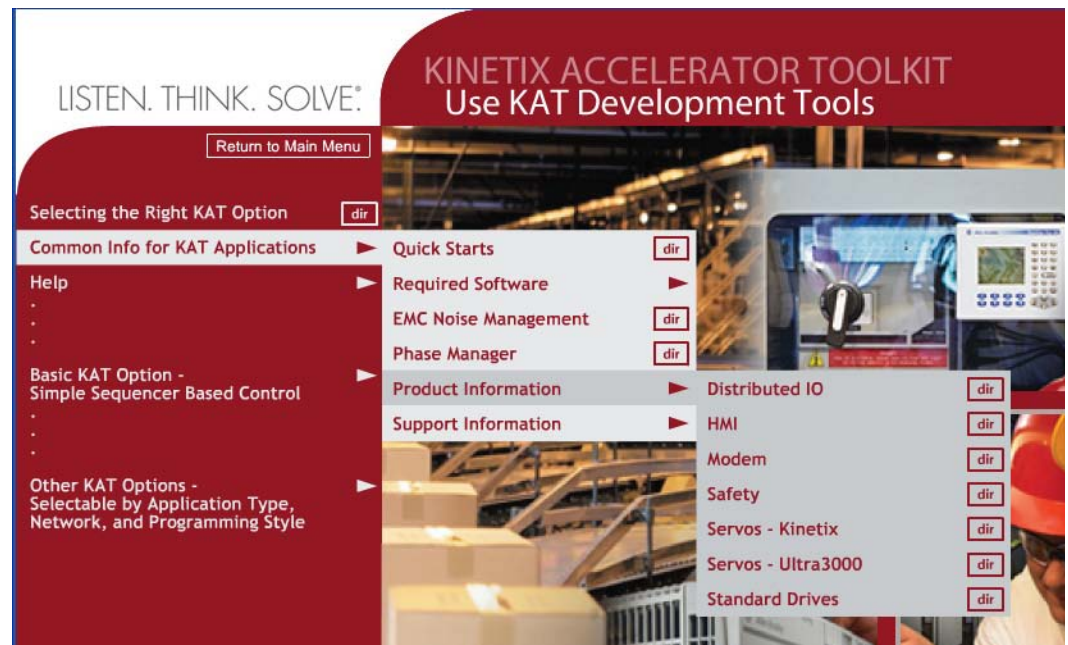 LISTEN. THINK. SOLVE.®
KINETIX ACCELERATOR TOOLKIT
Use KAT Development Tools
Return to Main Menu
Selecting the Right KAT Option dir
Common Info for KAT Applications
Help
.
.
.
Basic KAT Option -
Simple Sequencer Based Control
.
.
.
Other KAT Options -
Selectable by Application Type,
Network, and Programming Style
Quick Starts dir
Required Software
EMC Noise Management dir
Phase Manager dir
Product Information
Support Information
Distributed IO dir
HMI dir
Modem dir
Safety dir
Servos - Kinetix dir
Servos - Ultra3000 dir
Standard Drives dir